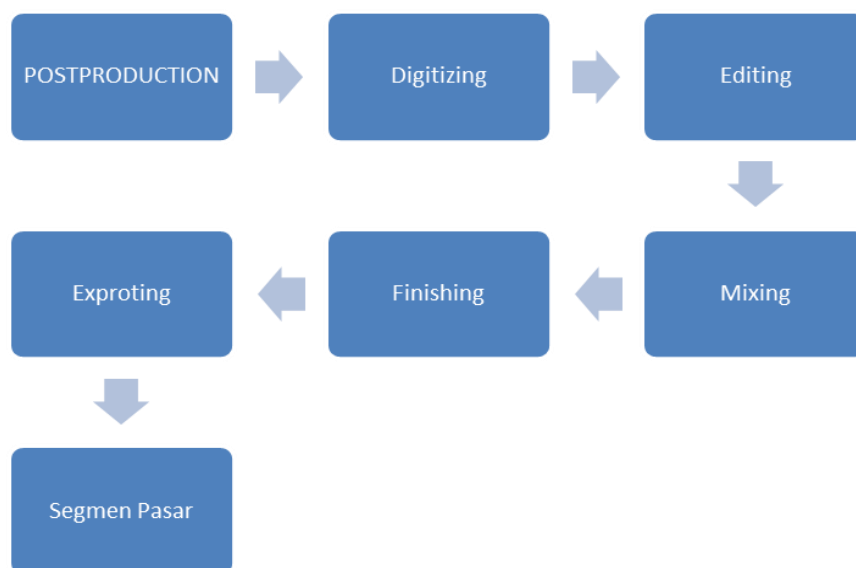 POSTPRODUCTION
Digitizing
Editing
Mixing
Finishing
Exproting
Segmen Pasar